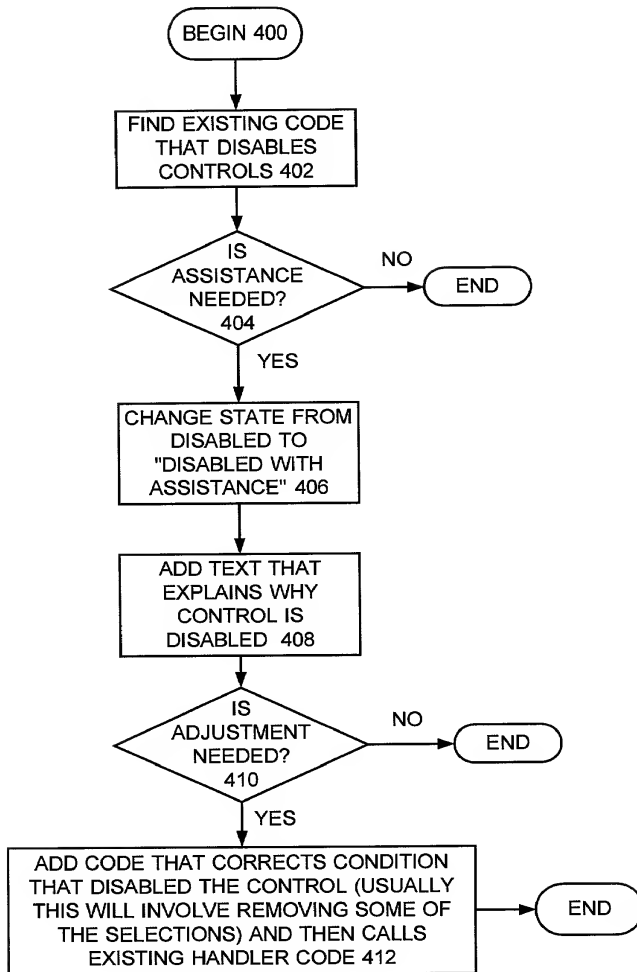 BEGIN 400
FIND EXISTING CODE
THAT DISABLES
CONTROLS 402
IS
ASSISTANCE
NEEDED?
404
NO
END
YES
CHANGE STATE FROM
DISABLED TO
"DISABLED WITH
ASSISTANCE" 406
ADD TEXT THAT
EXPLAINS WHY
CONTROL IS
DISABLED 408
IS
ADJUSTMENT
NEEDED?
410
NO
END
YES
ADD CODE THAT CORRECTS CONDITION
THAT DISABLED THE CONTROL (USUALLY
THIS WILL INVOLVE REMOVING SOME OF
THE SELECTIONS) AND THEN CALLS
EXISTING HANDLER CODE 412
END